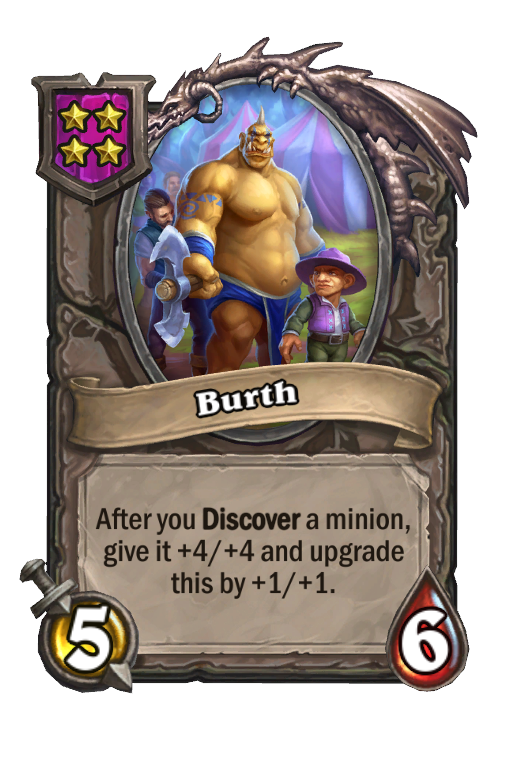 Burth
After you Discover a minion,
give it +4/+4 and upgrade
this by +1/+1.
5
6